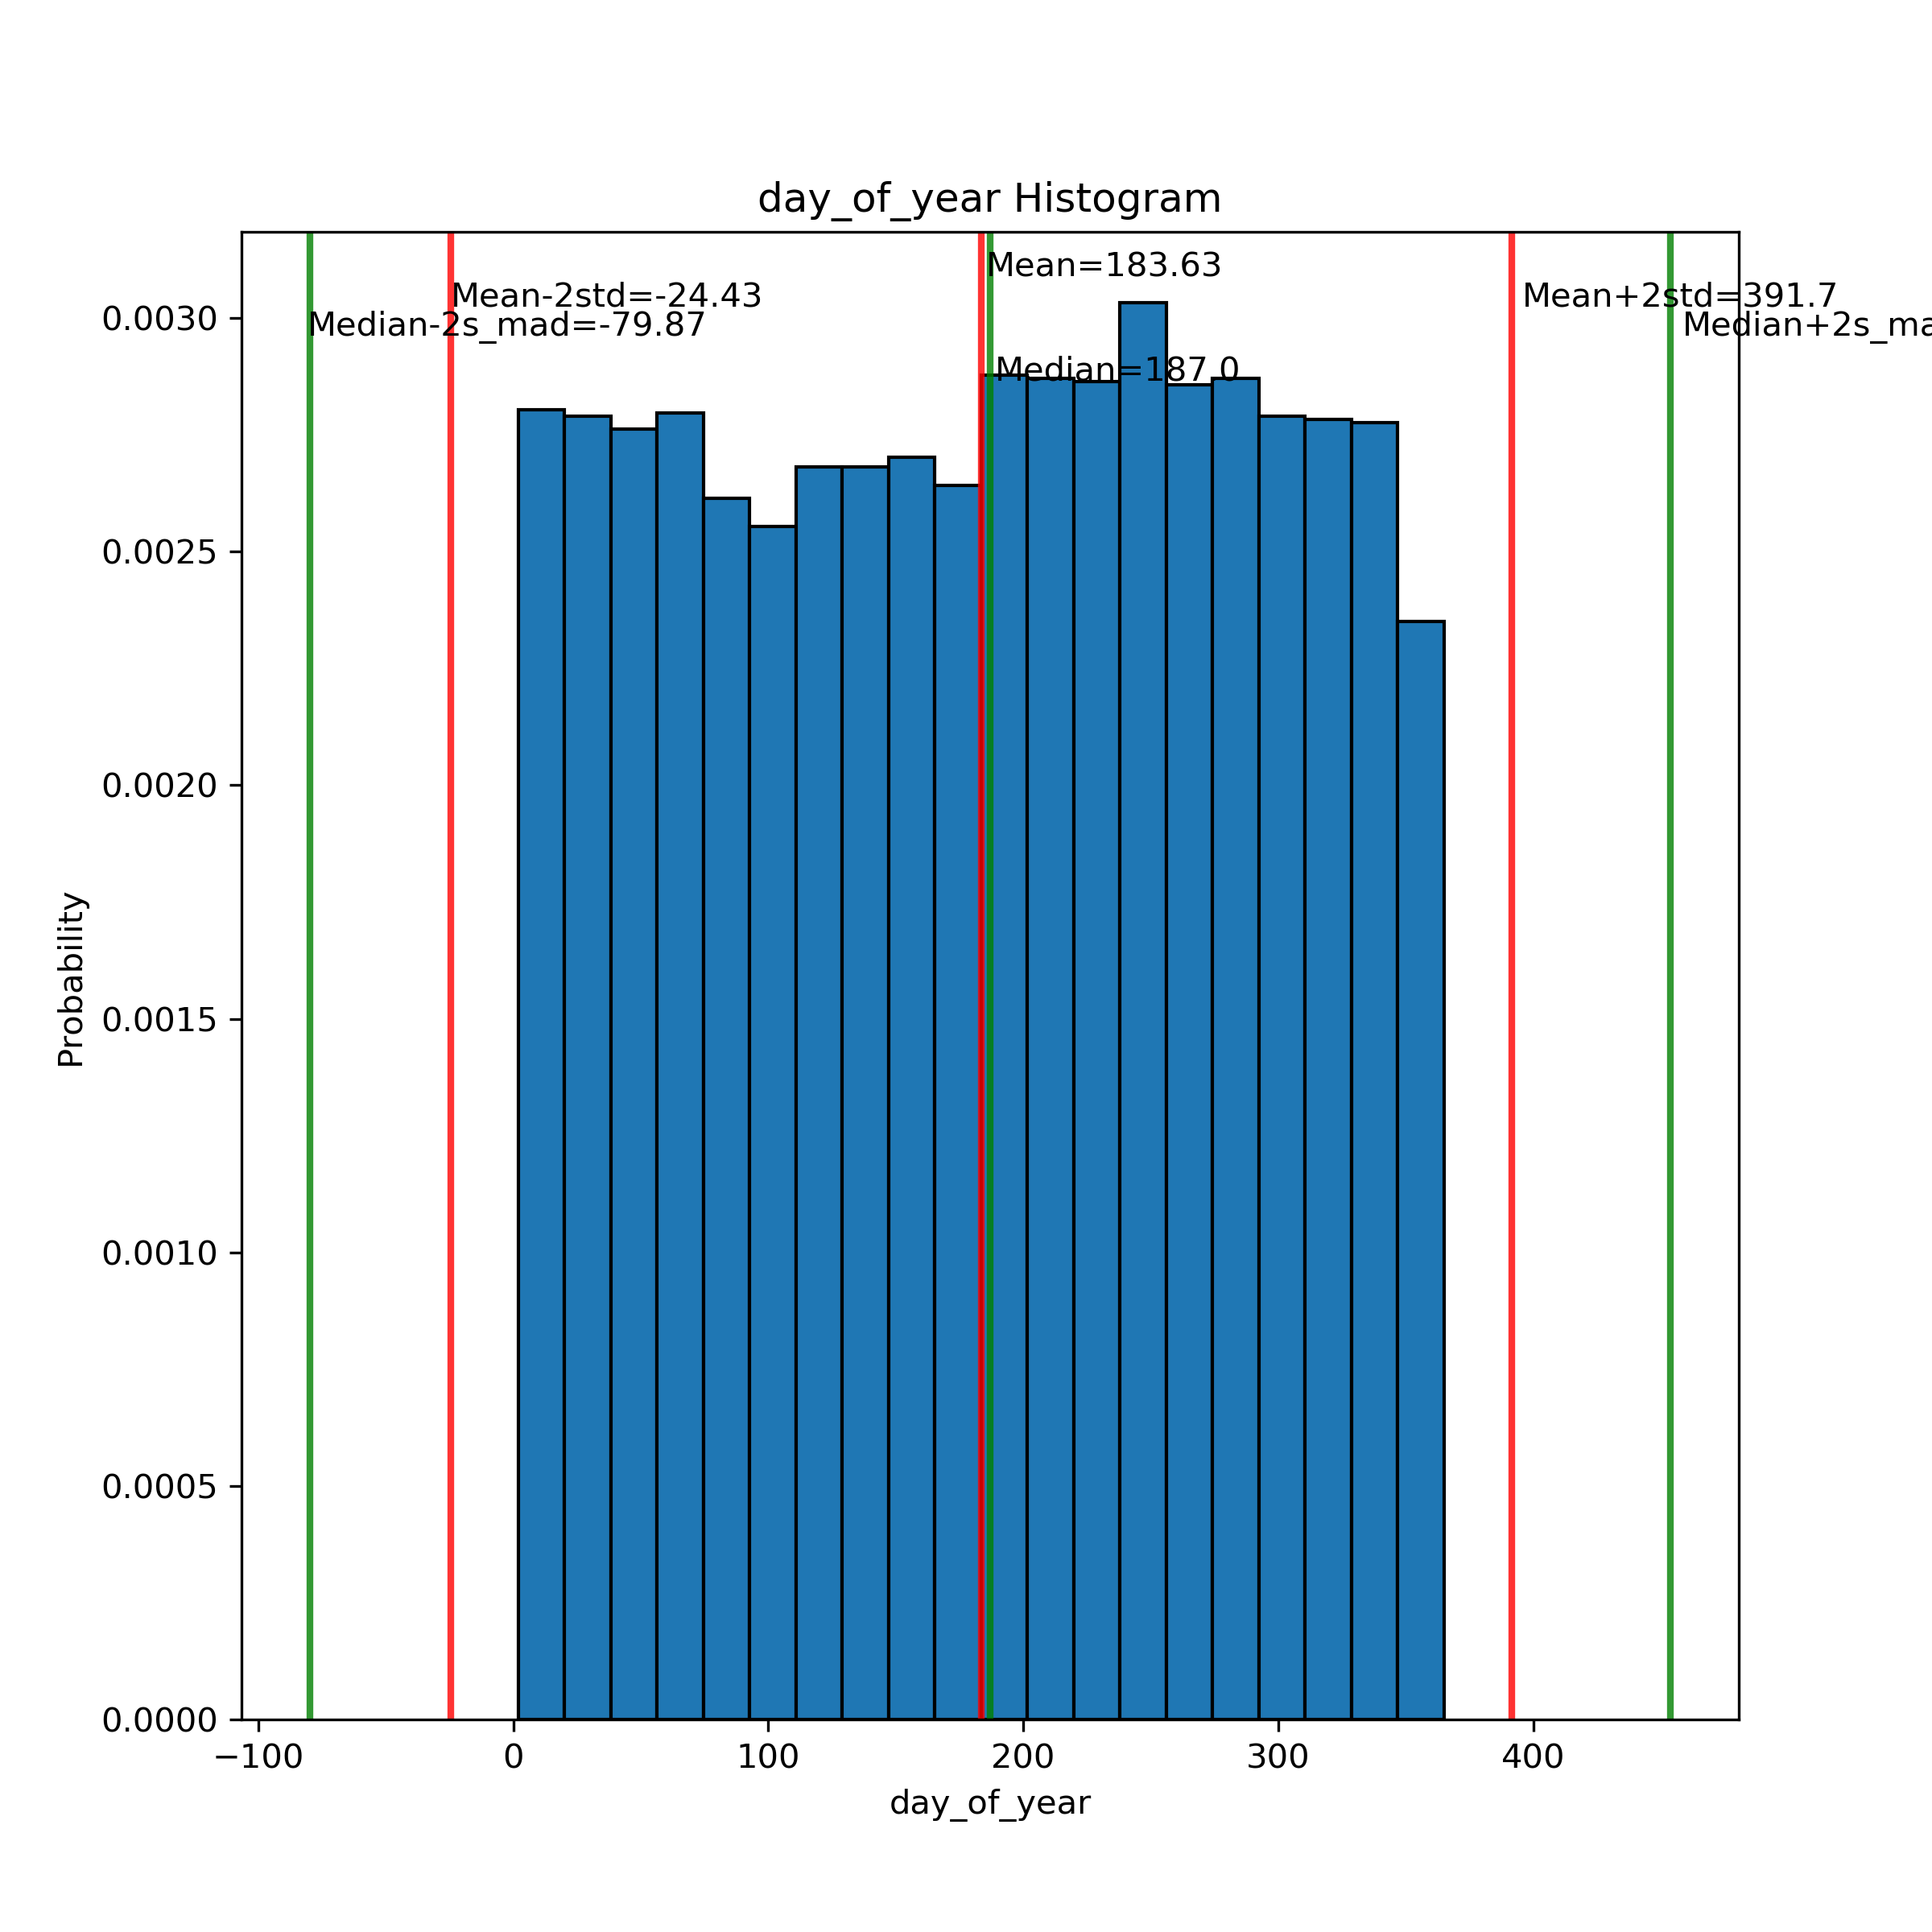 day_of_year Histogram
Mean=183.63
Mean-2std=-24.43
Mean+2std=391.7
Median-2s_mad=-79.87
Median+2s_ma
Median=187.0
0.0030
0.0025
0.0020
0.0015
0.0010
0.0005
0.0000
Probability
−100 0 100 200 300 400
day_of_year